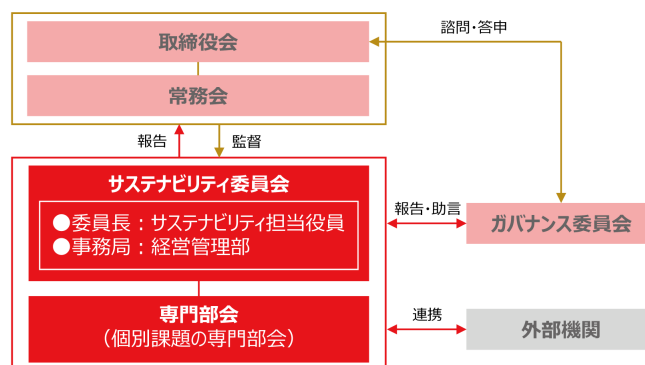 取締役会
諮問・答申
常務会
報告
監督
サステナビリティ委員会
●委員長：サステナビリティ担当役員
●事務局：経営管理部
報告・助言
ガバナンス委員会
専門部会
（個別課題の専門部会）
連携
外部機関